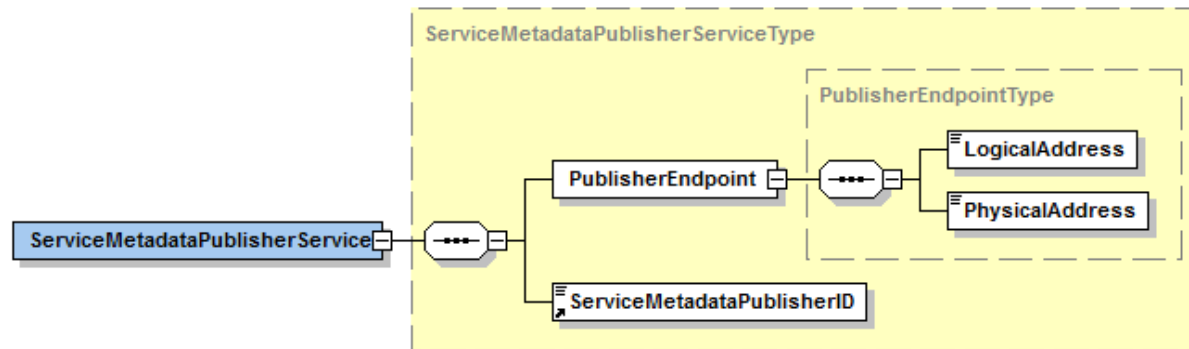 ServiceMetadataPublisherServiceType
PublisherEndpointType
LogicalAddress
PublisherEndpoint
PhysicalAddress
ServiceMetadataPublisherService
ServiceMetadataPublisherID